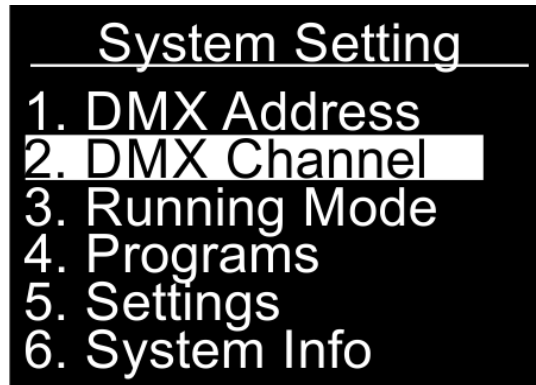 System Setting
1. DMX Address
2. DMX Channel
3. Running Mode
4. Programs
5. Settings
6. System Info